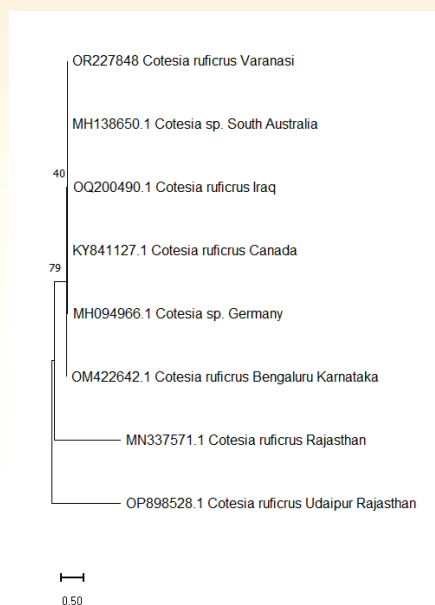 OR227848 Cotesia ruficrus Varanasi
MH138650.1 Cotesia sp. South Australia
40
OQ200490.1 Cotesia ruficrus Iraq
KY841127.1 Cotesia ruficrus Canada
79
MH094966.1 Cotesia sp. Germany
OM422642.1 Cotesia ruficrus Bengaluru Karnataka
MN337571.1 Cotesia ruficrus Rajasthan
OP898528.1 Cotesia ruficrus Udaipur Rajasthan
0.50